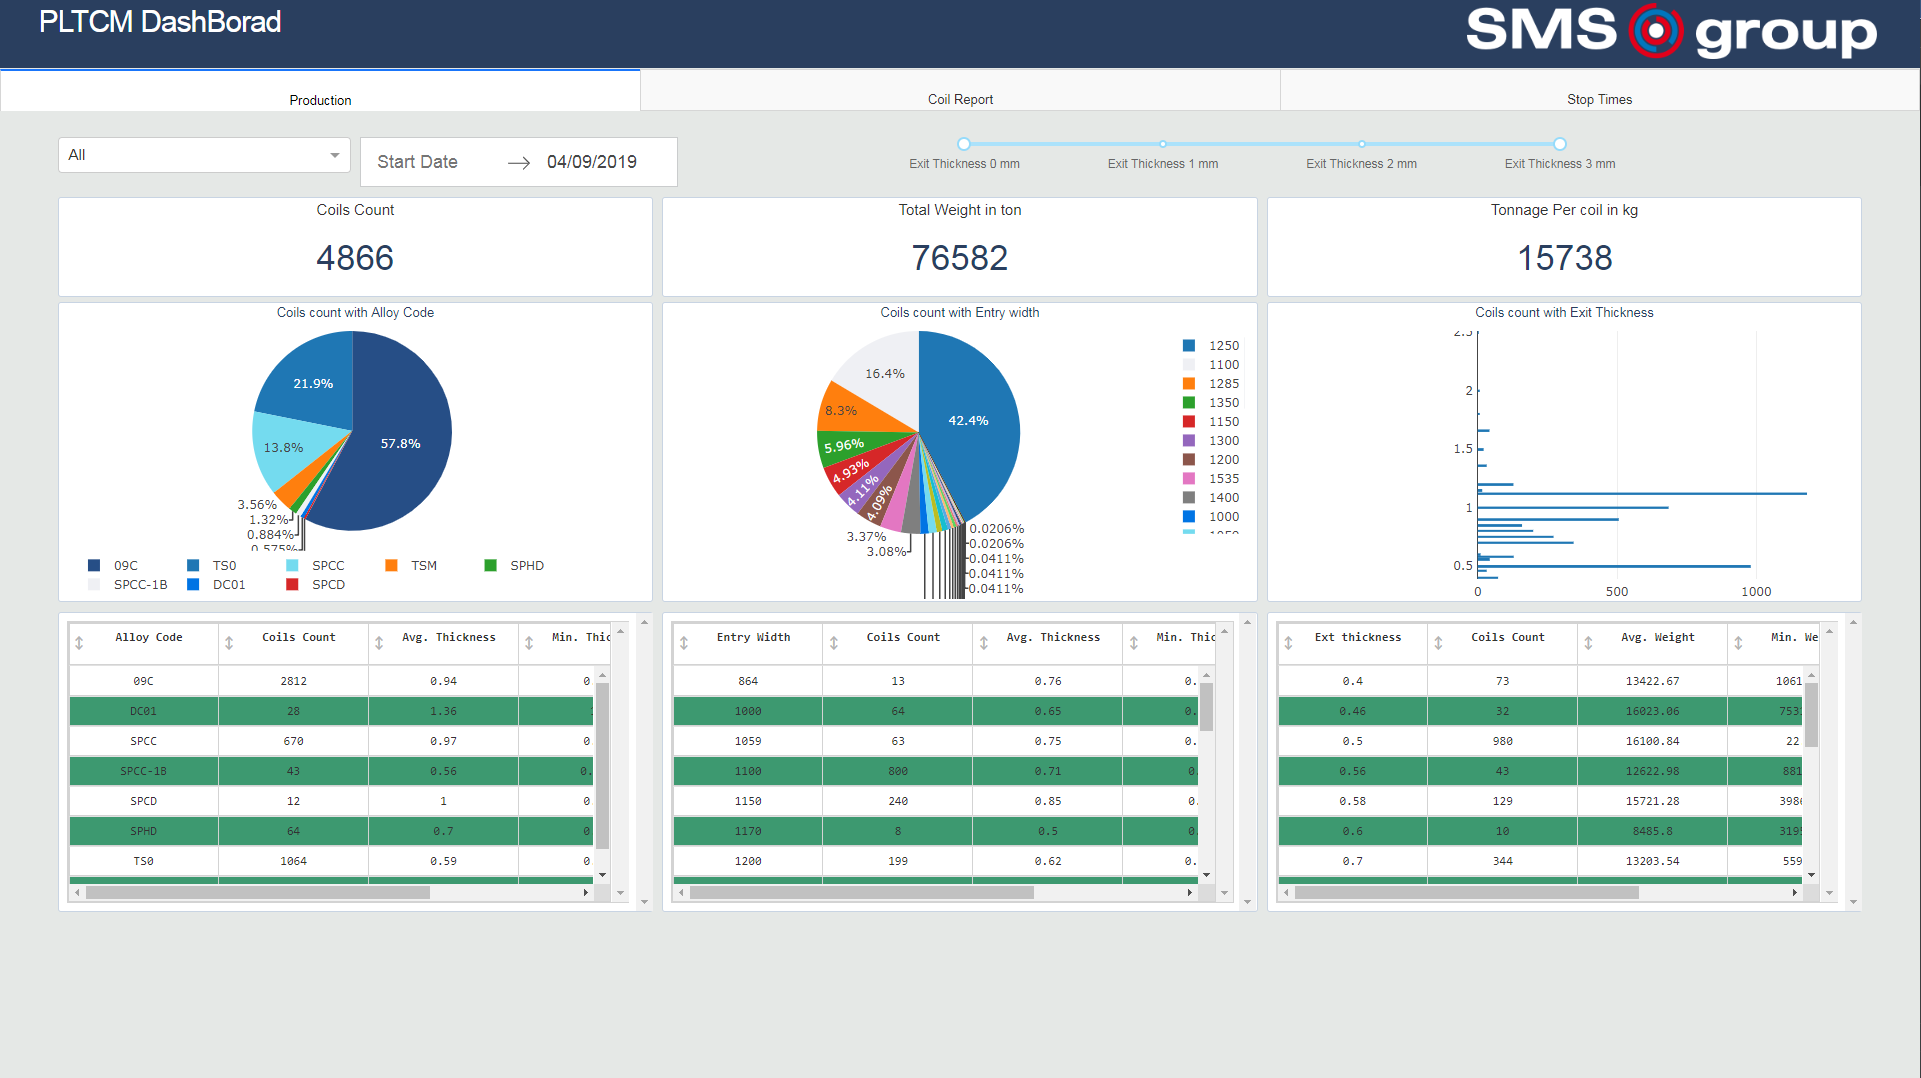 PLTCM DashBorad
SMS group
Production
Coil Report
Stop Times
All
Start Date → 04/09/2019
Exit Thickness 0 mm
Exit Thickness 1 mm
Exit Thickness 2 mm
Exit Thickness 3 mm
Coils Count
4866
Total Weight in ton
76582
Tonnage Per coil in kg
15738
Coils count with Alloy Code
57.8%
21.9%
13.8%
3.56%
1.32%
0.884%
0.575%
09C
TS0
SPCC
TSM
SPHD
SPCC-1B
DC01
SPCD
Coils count with Entry width
42.4%
16.4%
8.3%
5.96%
4.93%
4.11%
4.09%
3.37%
3.08%
0.0206%
0.0206%
0.0411%
0.0411%
0.0411%
1250
1100
1285
1350
1150
1300
1200
1535
1400
1000
Coils count with Exit Thickness
2.5
2
1.5
1
0.5
0
500
1000
Alloy Code Coils Count Avg. Thickness Min. Thic
09C 2812 0.94 0
DC01 28 1.36
SPCC 670 0.97 0
SPCC-1B 43 0.56 0.
SPCD 12 1 0
SPHD 64 0.7 0
TS0 1064 0.59 0
Entry Width Coils Count Avg. Thickness Min. Thic
864 13 0.76 0.
1000 64 0.65 0.
1059 63 0.75 0.
1100 800 0.71 0
1150 240 0.85 0.
1170 8 0.5 0
1200 199 0.62 0.
Ext thickness Coils Count Avg. Weight Min. We
0.4 73 13422.67 1061
0.46 32 16023.06 753
0.5 980 16100.84 22
0.56 43 12622.98 881
0.58 129 15721.28 398
0.6 10 8485.8 319
0.7 344 13203.54 559